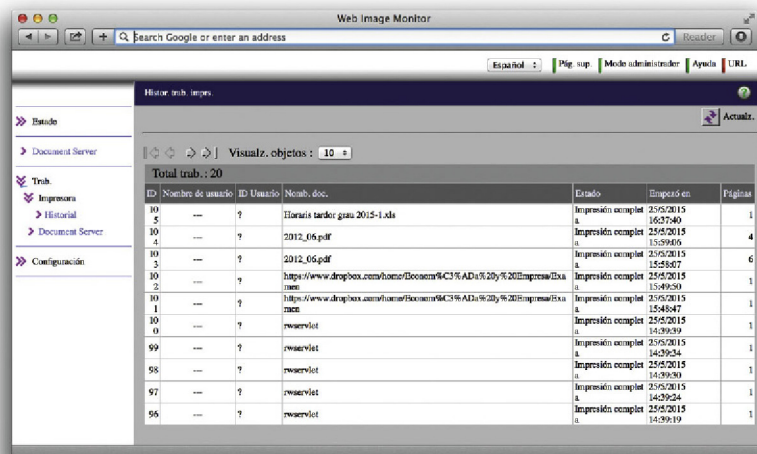 Web Image Monitor
Search Google or enter an address
Reader
Español
Pág. sup.
Modo administrador
Ayuda
URL
Histor. trab. imprs.
Actualz.
Estado
Document Server
Trab.
Impresora
Historial
Document Server
Configuración
Visualz. objetos : 10
Total trab. : 20
ID Nombre de usuario ID Usuario Nomb. doc. Estado Empezó en Páginas
105 --- ? Horaris tardor grau 2015-1.xls Impresión completa 25/5/2015 16:37:40 1
104 --- ? 2012_06.pdf Impresión completa 25/5/2015 15:59:06 4
103 --- ? 2012_06.pdf Impresión completa 25/5/2015 15:58:07 6
102 --- ? https://www.dropbox.com/home/Econom%C3%ADa%20y%20Empresa/Examen Impresión completa 25/5/2015 15:49:50 1
101 --- ? https://www.dropbox.com/home/Econom%C3%ADa%20y%20Empresa/Examen Impresión completa 25/5/2015 15:48:47 1
100 --- ? rwservlet Impresión completa 25/5/2015 14:39:39 1
99 --- ? rwservlet Impresión completa 25/5/2015 14:39:34 1
98 --- ? rwservlet Impresión completa 25/5/2015 14:39:30 1
97 --- ? rwservlet Impresión completa 25/5/2015 14:39:24 1
96 --- ? rwservlet Impresión completa 25/5/2015 14:39:19 1